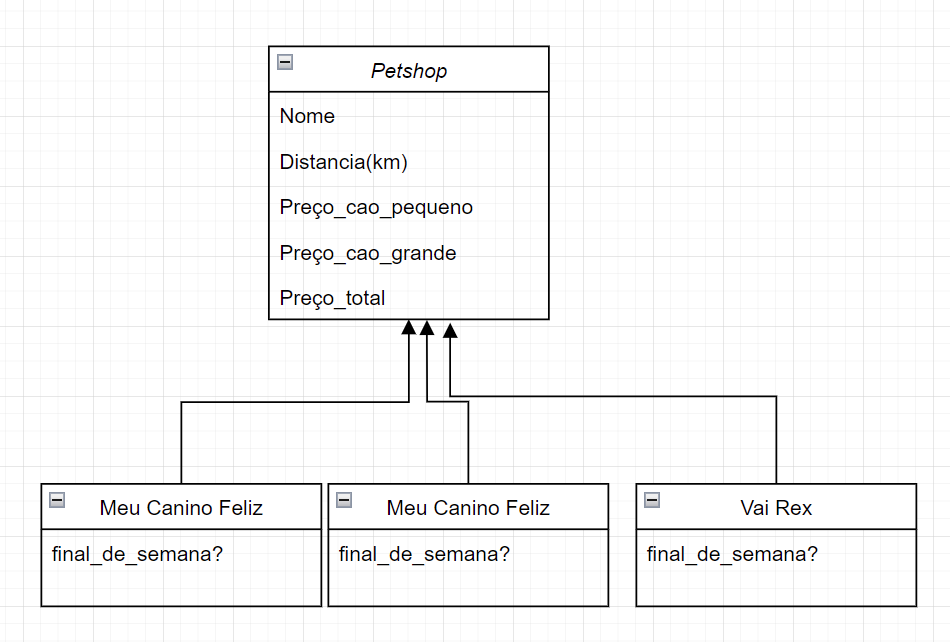 Petshop
Nome
Distancia(km)
Preço_cao_pequeno
Preço_cao_grande
Preço_total
Meu Canino Feliz
final_de_semana?
Meu Canino Feliz
final_de_semana?
Vai Rex
final_de_semana?